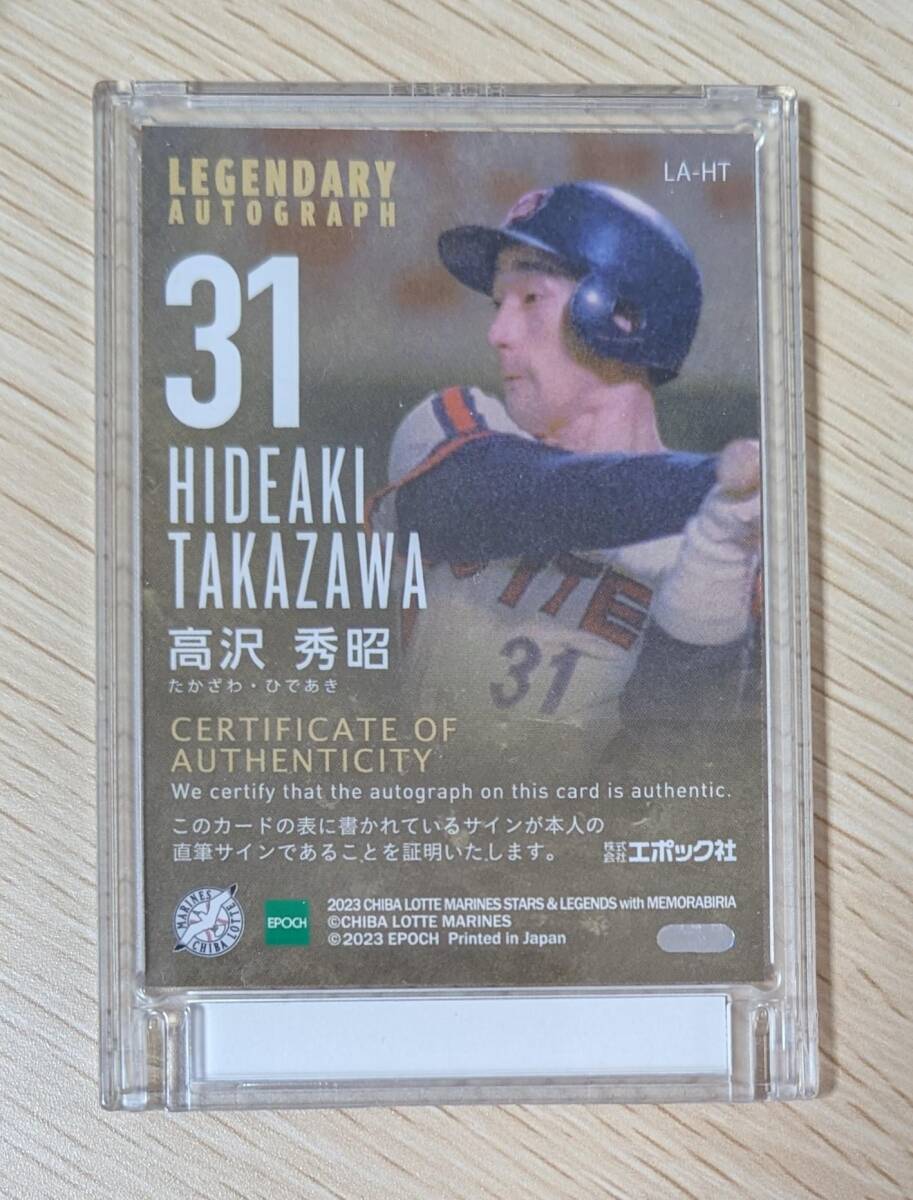 LEGENDARY
AUTOGRAPH
LA-HT
31
HIDEAKI
TAKAZAWA
高沢 秀昭
たかざわ・ひであき
TTE
31
CERTIFICATE OF
AUTHENTICITY
We certify that the autograph on this card is authentic.
このカードの表に書かれているサインが本人の
直筆サインであることを証明いたします。
株式会社エポック社
MARINES
CHIBA LOTTE
EPOCH
2023 CHIBA LOTTE MARINES STARS & LEGENDS with MEMORABIRIA
©CHIBA LOTTE MARINES
©2023 EPOCH Printed in Japan